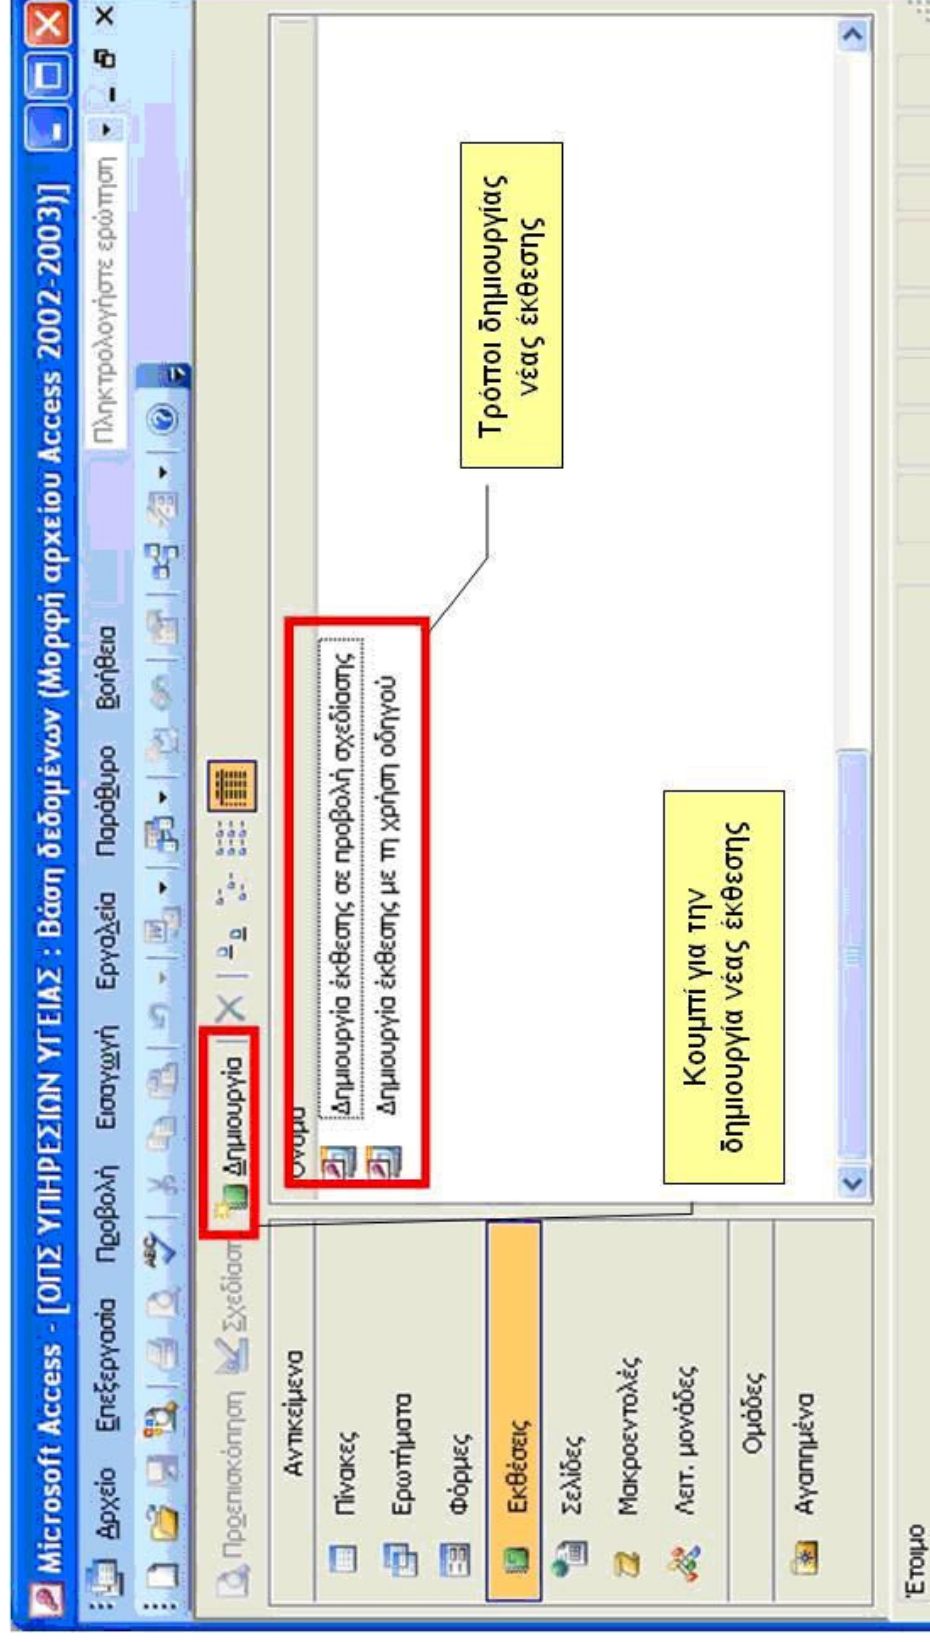 Microsoft Access - [ΟΠΣ ΥΠΗΡΕΣΙΩΝ ΥΓΕΙΑΣ : Βάση δεδομένων (Μορφή αρχείου Access 2002-2003)]
Αρχείο Επεξεργασία Προβολή Εισαγωγή Εργαλεία Παράθυρο Βοήθεια Πληκτρολογήστε ερώτηση
Προεπισκόπηση Σχεδίαση Δημιουργία
Αντικείμενα
Πίνακες
Ερωτήματα
Φόρμες
Εκθέσεις
Σελίδες
Μακροεντολές
Λειτ. μονάδες
Ομάδες
Αγαπημένα
Όνομα
Δημιουργία έκθεσης σε προβολή σχεδίασης
Δημιουργία έκθεσης με τη χρήση οδηγού
Τρόποι δημιουργίας
νέας έκθεσης
Κουμπί για την
δημιουργία νέας έκθεσης
Έτοιμο